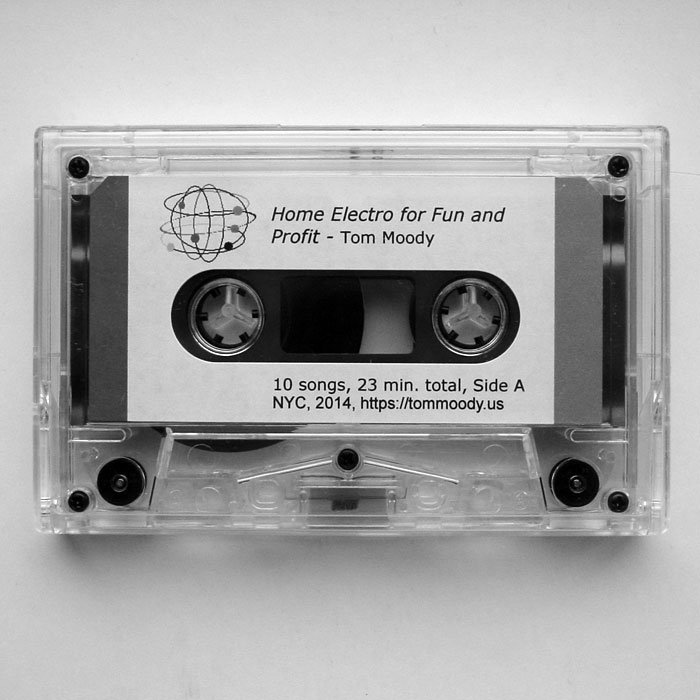 Home Electro for Fun and
Profit - Tom Moody
10 songs, 23 min. total, Side A
NYC, 2014, https://tommoody.us